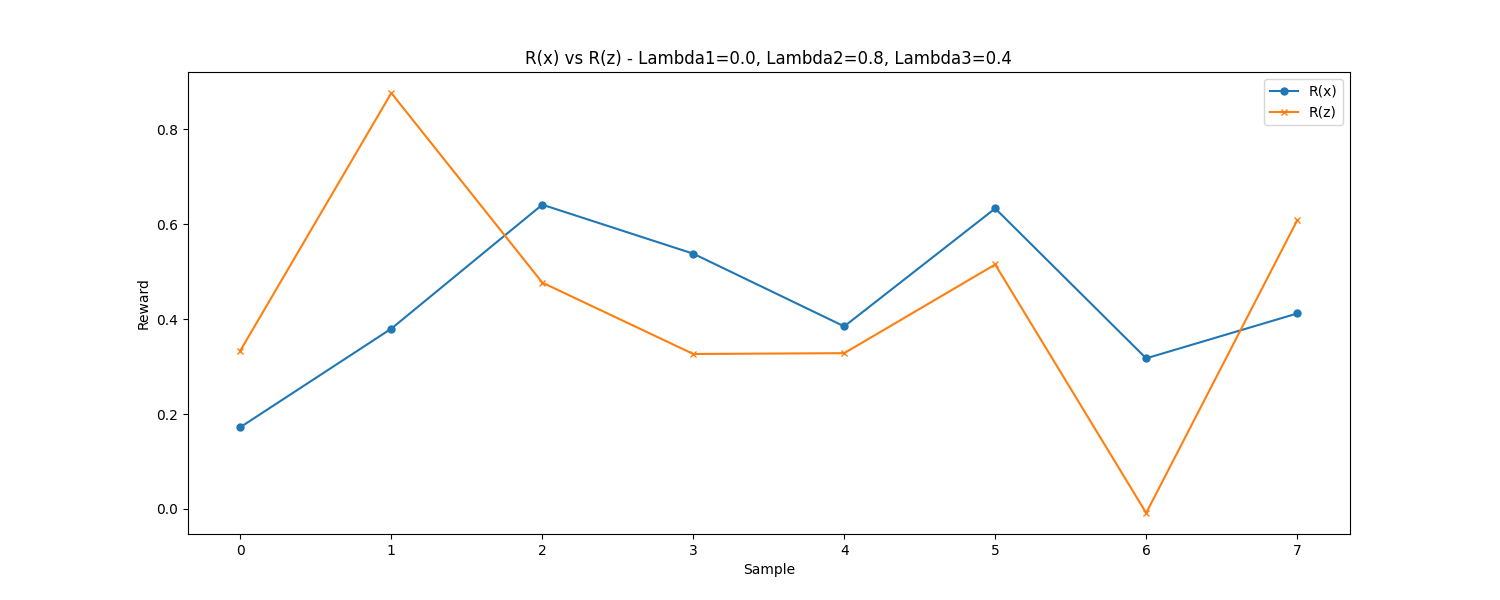 R(x) vs R(z) - Lambda1=0.0, Lambda2=0.8, Lambda3=0.4
R(x)
R(z)
0.8
0.6
0.4
0.2
0.0
Reward
0 1 2 3 4 5 6 7
Sample